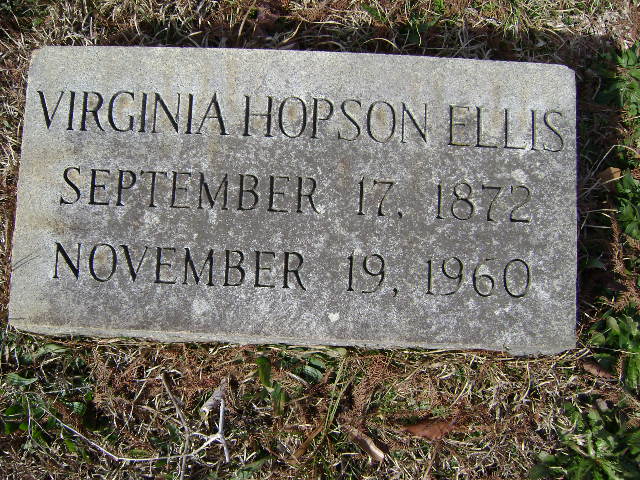 VIRGINIA HOPSON ELLIS
SEPTEMBER 17, 1872
NOVEMBER 19, 1960